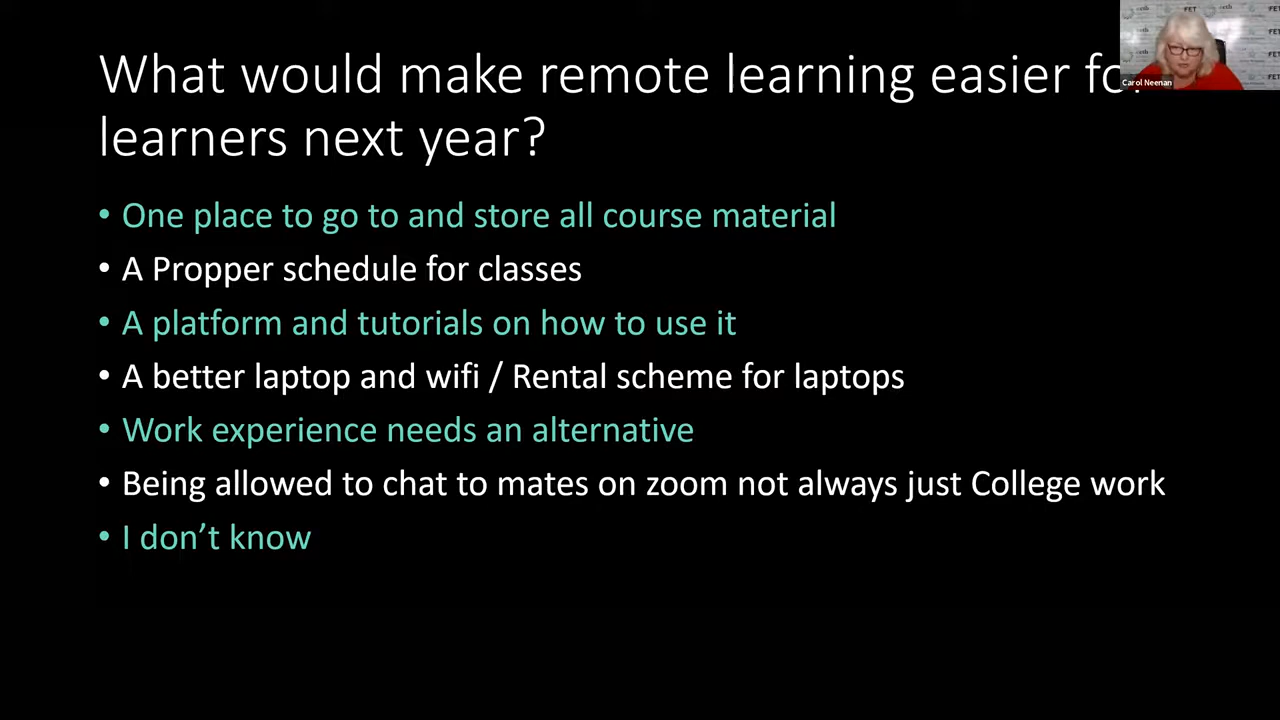 What would make remote learning easier for
learners next year?
• One place to go to and store all course material
• A Propper schedule for classes
• A platform and tutorials on how to use it
• A better laptop and wifi / Rental scheme for laptops
• Work experience needs an alternative
• Being allowed to chat to mates on zoom not always just College work
• I don’t know
Carol Neenan
FET